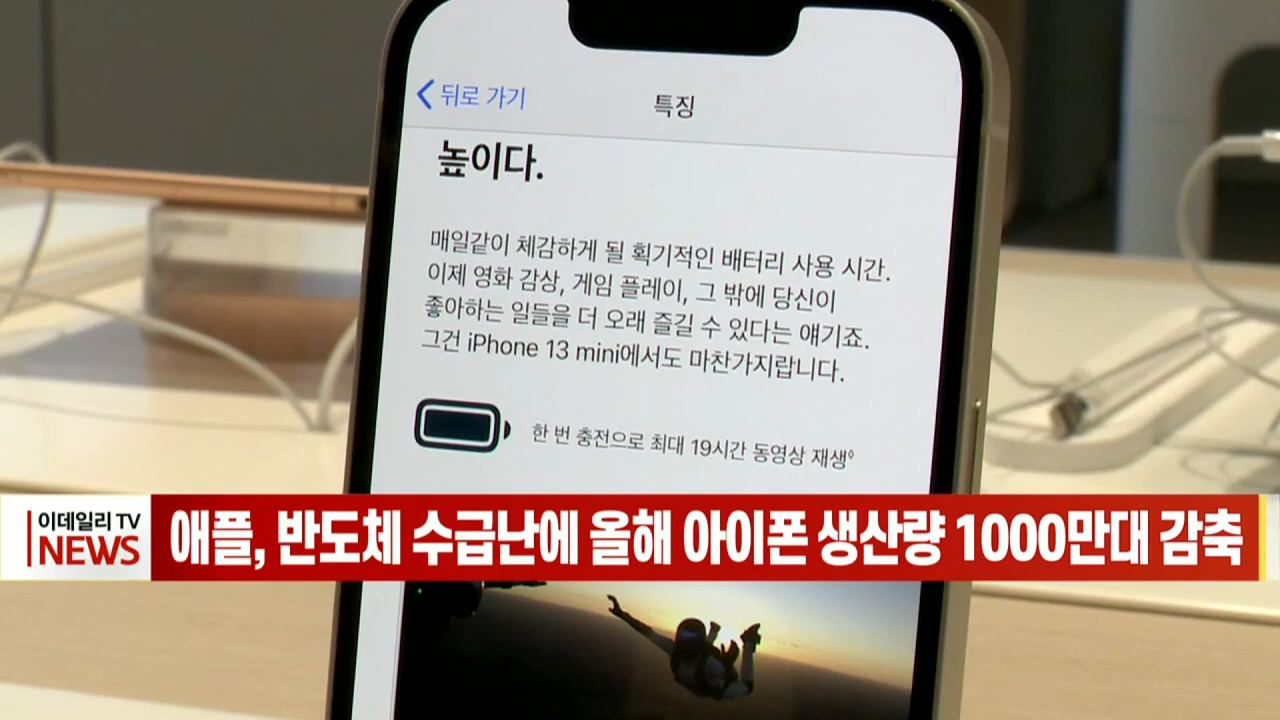 뒤로 가기
특징
높이다.
매일같이 체감하게 될 획기적인 배터리 사용 시간.
이제 영화 감상, 게임 플레이, 그 밖에 당신이
좋아하는 일들을 더 오래 즐길 수 있다는 얘기죠.
그건 iPhone 13 mini에서도 마찬가지랍니다.
한 번 충전으로 최대 19시간 동영상 재생◊
이데일리 TV
NEWS
애플, 반도체 수급난에 올해 아이폰 생산량 1000만대 감축